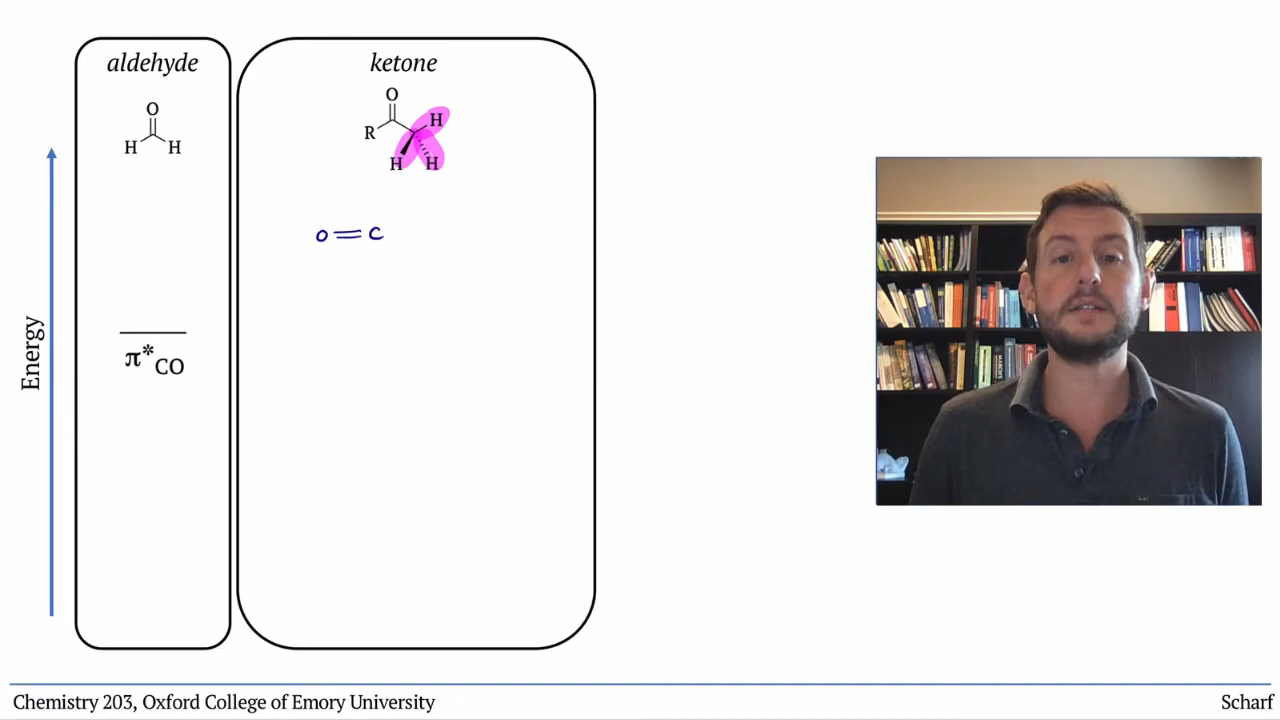 aldehyde
O
H H
ketone
O
R H
H H
O=C
Energy
π*CO
Chemistry 203, Oxford College of Emory University
Scharf